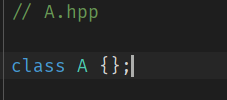 // A.hpp
class A {};